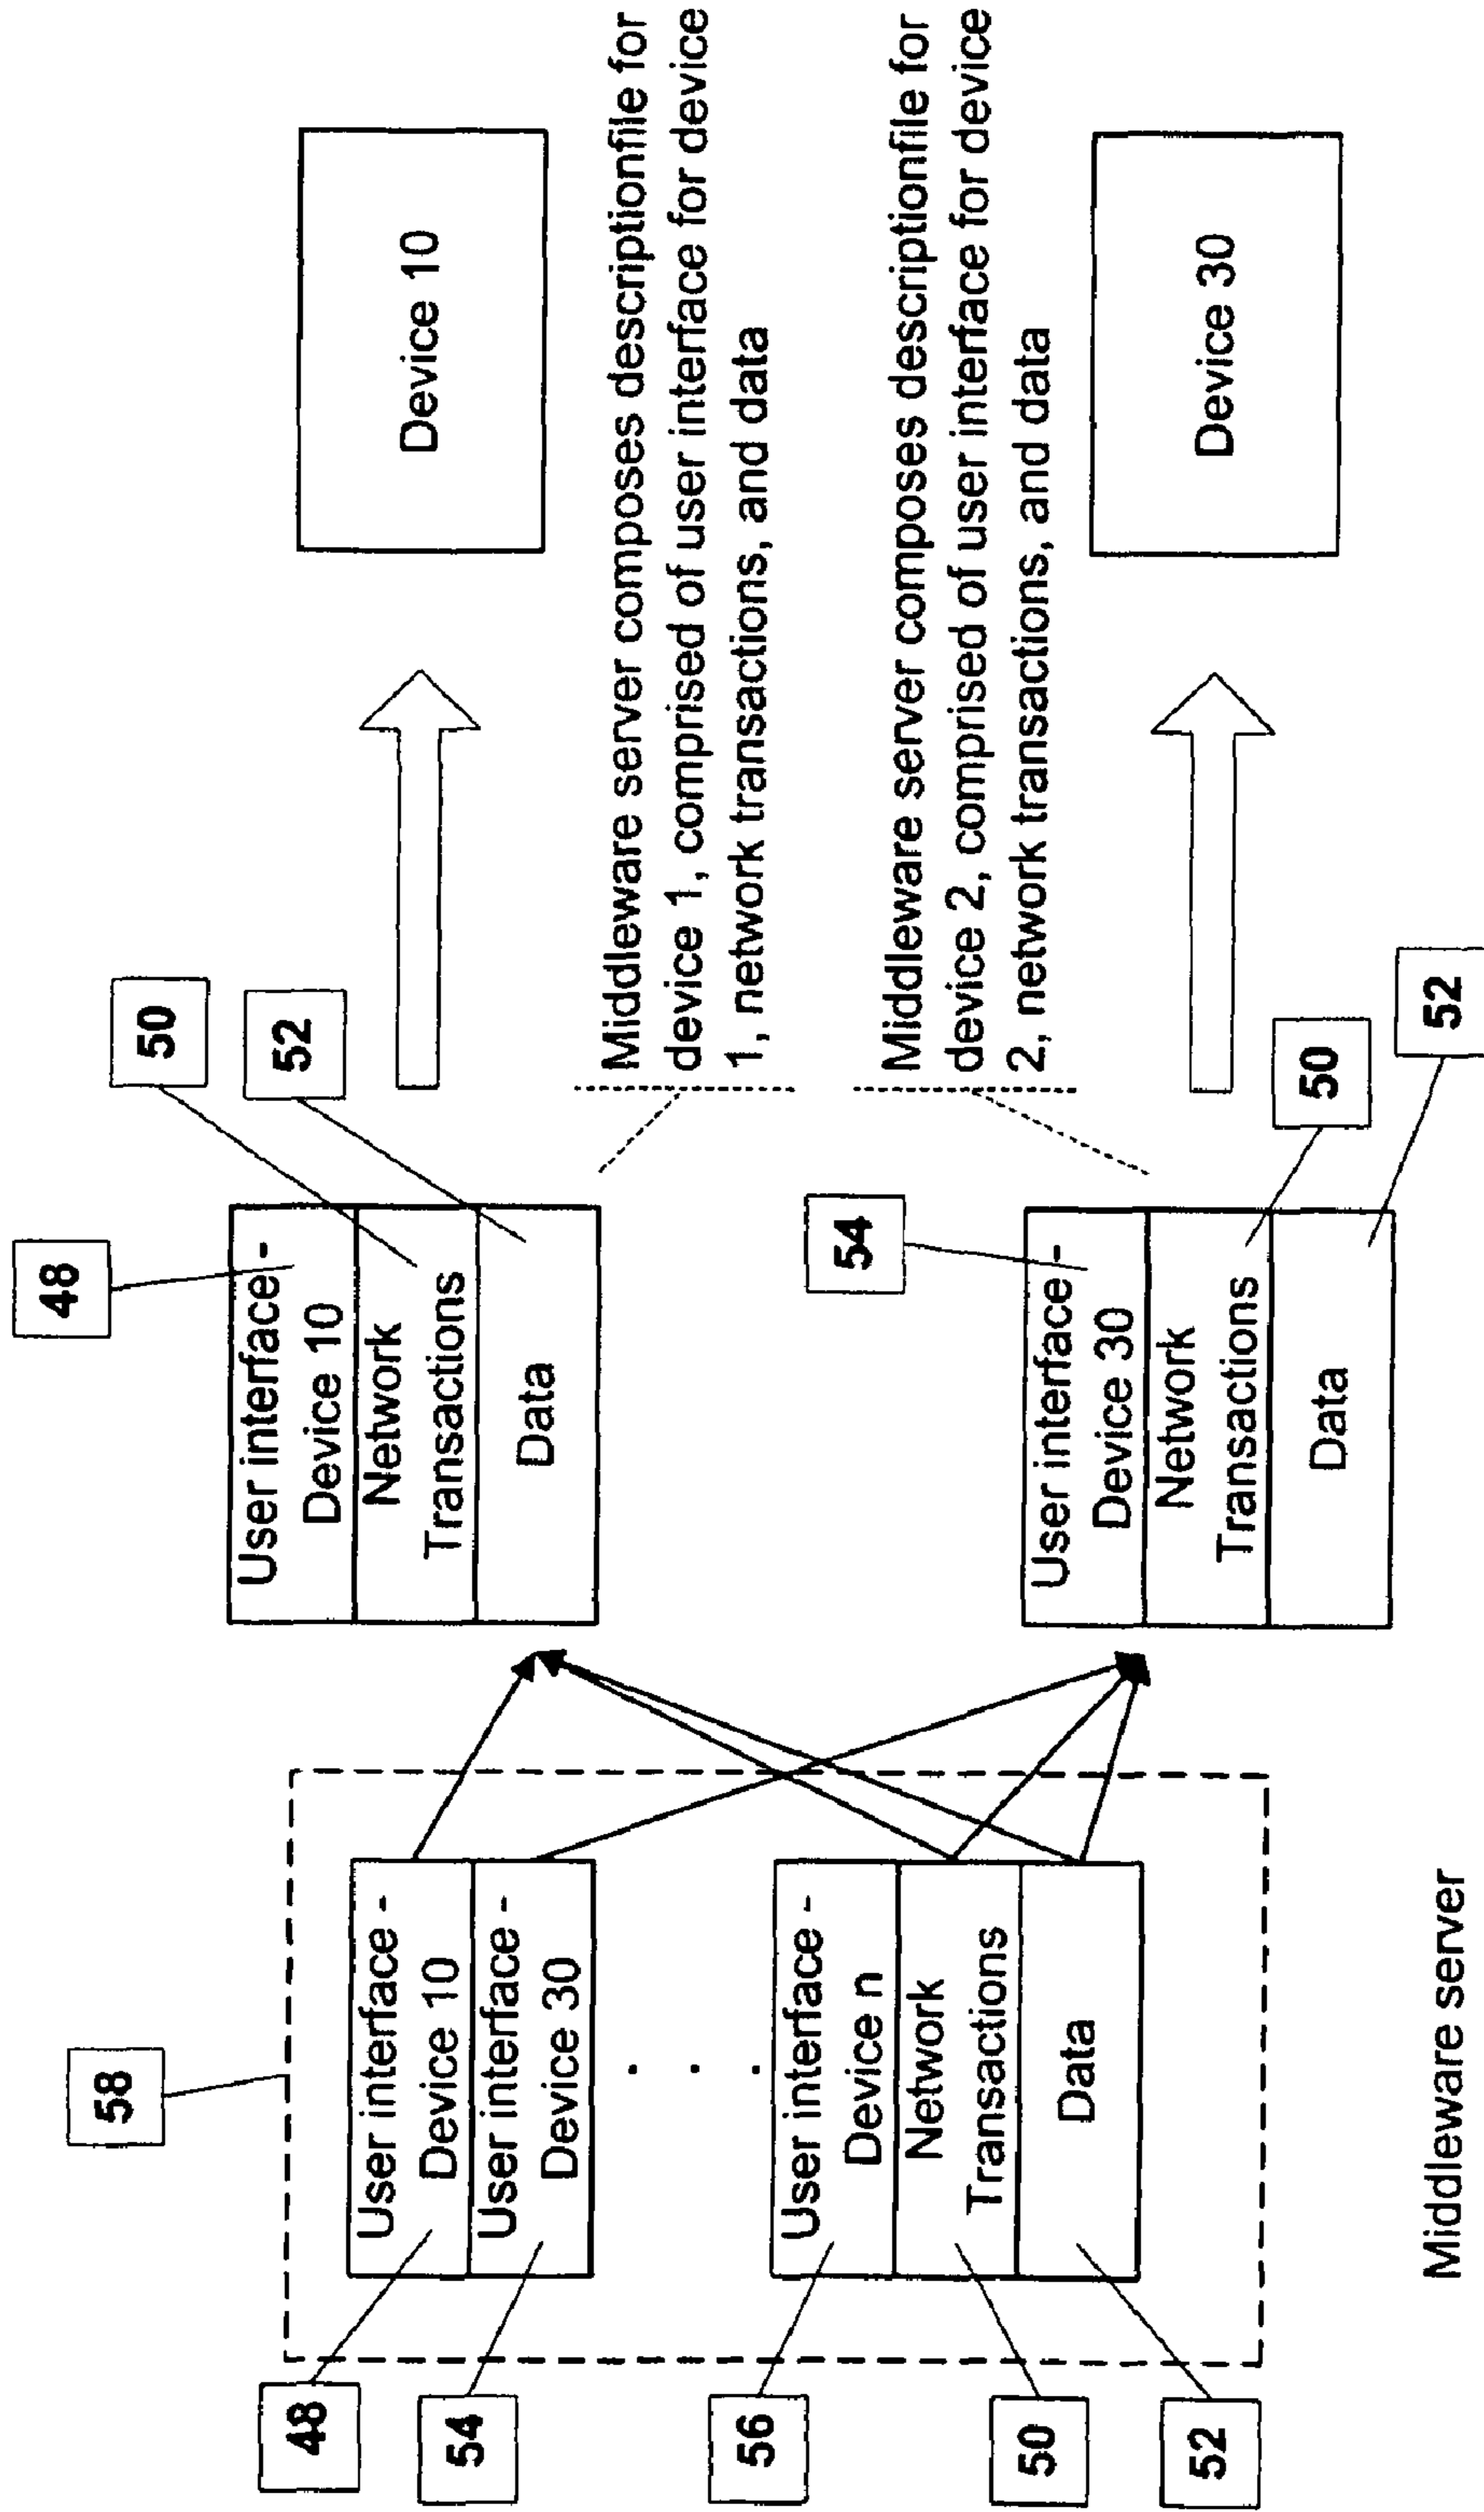 58
48
54
56
50
52
User interface -
Device 10
User interface -
Device 30
. . .
User interface -
Device n
Network
Transactions
Data
Middleware server
48
50
52
User interface -
Device 10
Network
Transactions
Data
Device 10
Middleware server composes descriptionfile for
device 1, comprised of user interface for device
1, network transactions, and data
Middleware server composes descriptionfile for
device 2, comprised of user interface for device
2, network transactions, and data
54
50
52
User interface -
Device 30
Network
Transactions
Data
Device 30